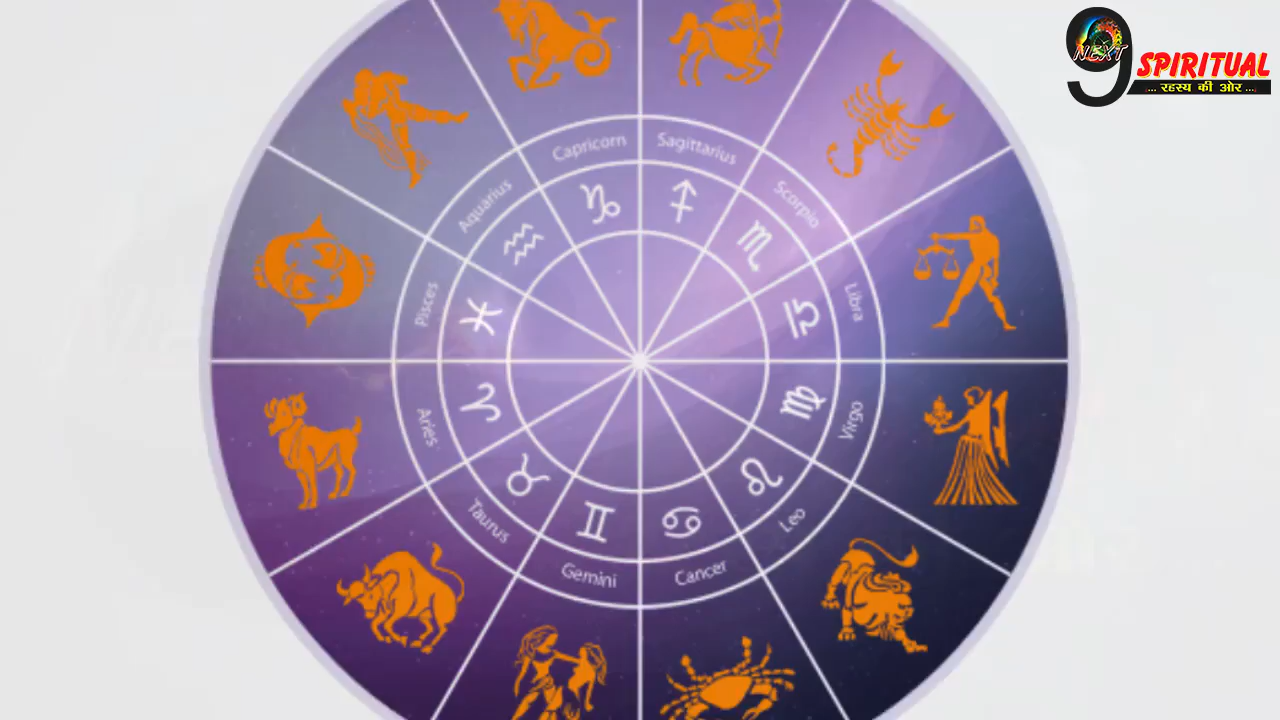 9
NEXT
SPIRITUAL
... रहस्य की ओर ...
Capricorn
Sagittarius
Aquarius
Scorpio
Pisces
Libra
Aries
Virgo
Taurus
Leo
Gemini
Cancer